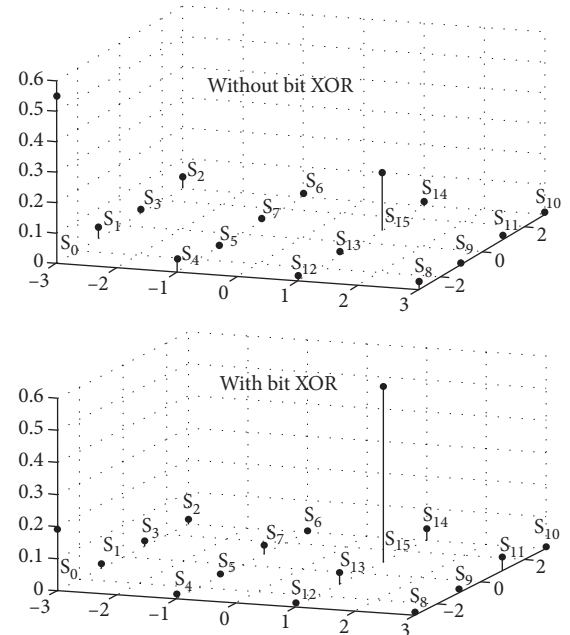 0.6
Without bit XOR
0.5
0.4
0.3
S2
S6
S14
S10
0.2
S3
S7
S15
S11
0.1
S0
S1
S5
S13
S9
2
0
S4
S12
S8
0
−3
−2
−2
−1
0
1
2
3
0.6
With bit XOR
0.5
0.4
0.3
0.2
S2
S6
S14
S10
0.1
S0
S1
S3
S7
S15
S11
2
0
S4
S5
S12
S13
S8
S9
0
−3
−2
−2
−1
0
1
2
3